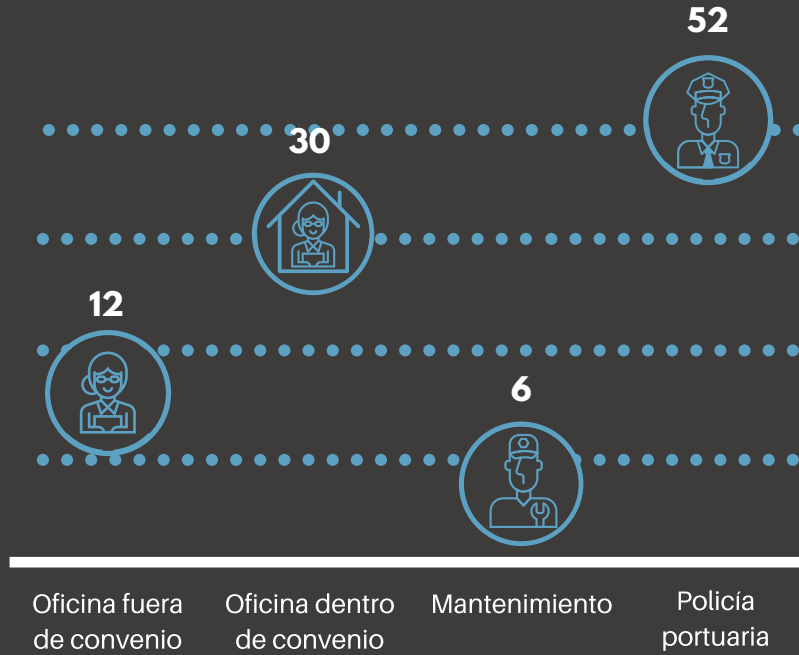 52
30
12
6
Oficina fuera
de convenio
Oficina dentro
de convenio
Mantenimiento
Policía
portuaria